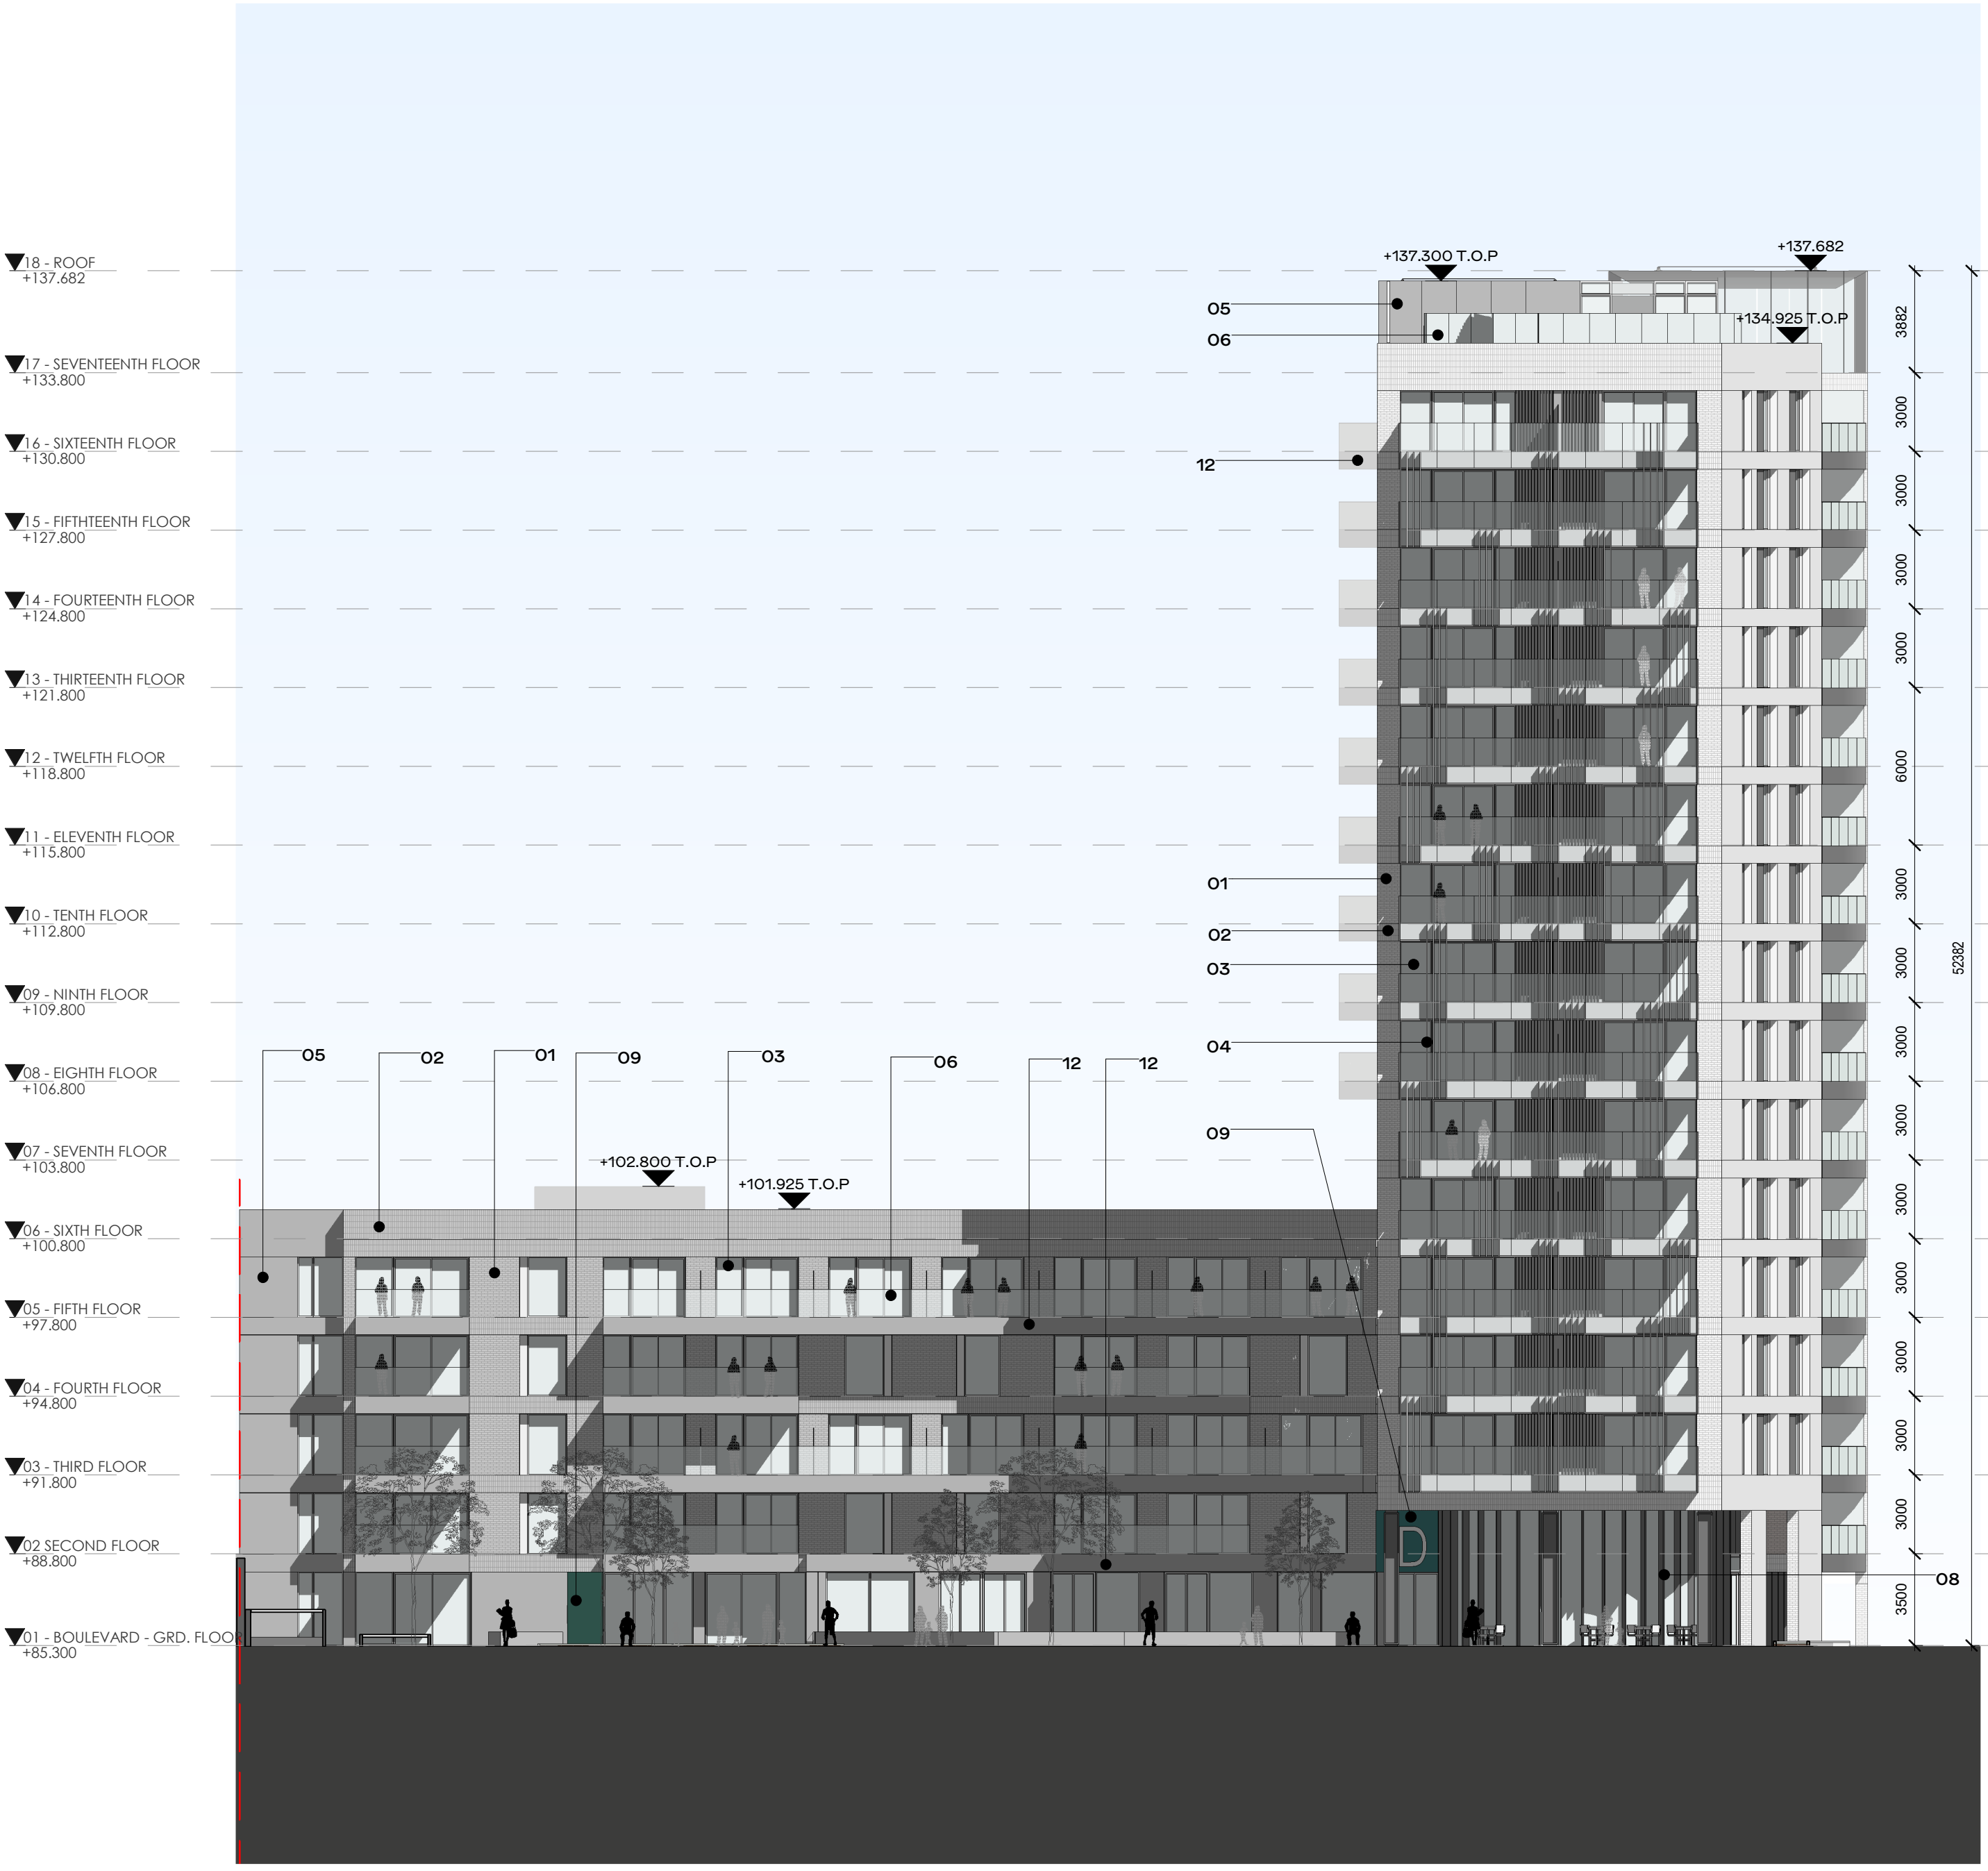 18 - ROOF
+137.682
17 - SEVENTEENTH FLOOR
+133.800
16 - SIXTEENTH FLOOR
+130.800
15 - FIFTHTEENTH FLOOR
+127.800
14 - FOURTEENTH FLOOR
+124.800
13 - THIRTEENTH FLOOR
+121.800
12 - TWELFTH FLOOR
+118.800
11 - ELEVENTH FLOOR
+115.800
10 - TENTH FLOOR
+112.800
09 - NINTH FLOOR
+109.800
08 - EIGHTH FLOOR
+106.800
07 - SEVENTH FLOOR
+103.800
06 - SIXTH FLOOR
+100.800
05 - FIFTH FLOOR
+97.800
04 - FOURTH FLOOR
+94.800
03 - THIRD FLOOR
+91.800
02 SECOND FLOOR
+88.800
01 - BOULEVARD - GRD. FLOOR
+85.300
05
02
01
09
03
06
12
12
+102.800 T.O.P
+101.925 T.O.P
+137.300 T.O.P
+137.682
+134.925 T.O.P
05
06
12
01
02
03
04
09
D
08
3882
3000
3000
3000
3000
6000
3000
3000
3000
3000
3000
3000
3000
3000
3000
3500
52382